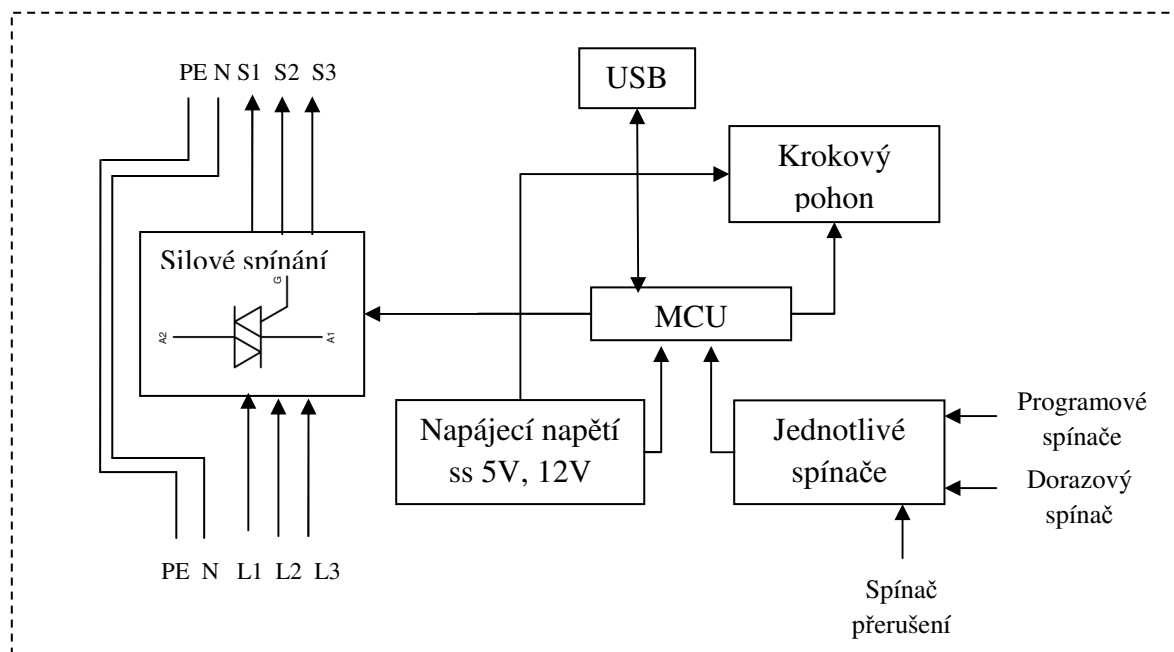 PE N S1 S2 S3
USB
Krokový
pohon
Silové spínání
G
A2
A1
MCU
Napájecí napětí
ss 5V, 12V
Jednotlivé
spínače
Programové
spínače
Dorazový
spínač
PE N L1 L2 L3
Spínač
přerušení